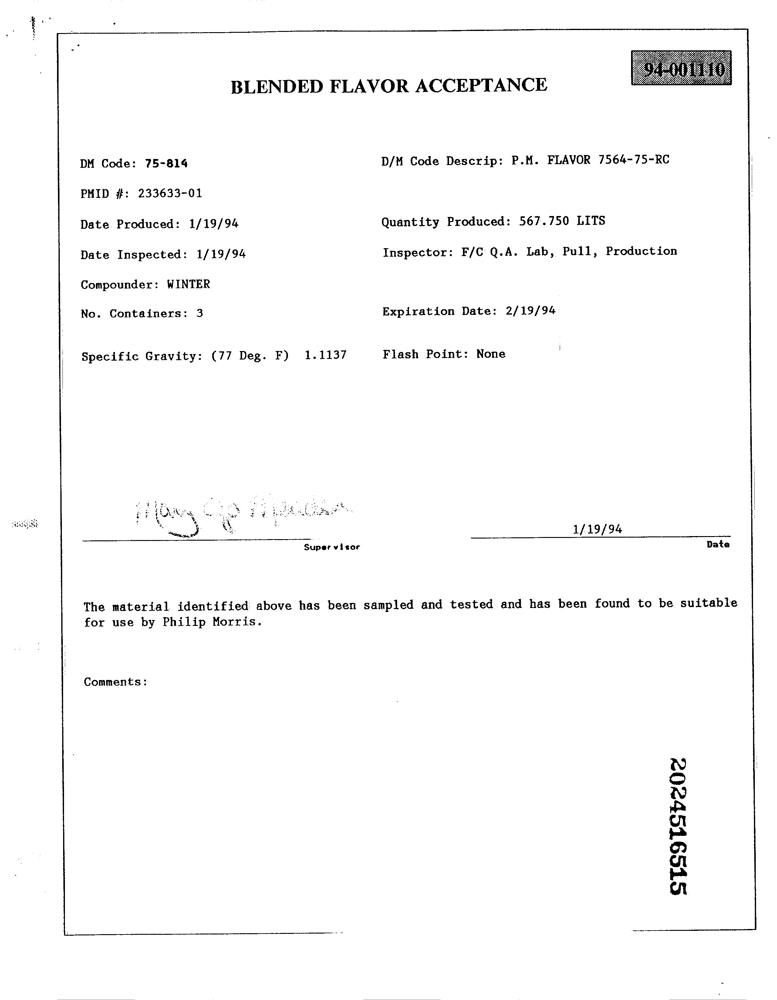 94-001110
BLENDED FLAVOR ACCEPTANCE
DM Code: 75-814 D/M Code Descrip: P.M. FLAVOR 7564-75-RC
PMID #: 233633-01
Date Produced: 1/19/94 Quantity Produced: 567.750 LITS
Date Inspected: 1/19/94 Inspector: F/C Q.A. Lab, Pull, Production
Compounder: WINTER
No. Containers: 3 Expiration Date: 2/19/94
Specific Gravity: (77 Deg. F) 1.1137 Flash Point: None
Mary Jo
1/19/94
Supervisor Date
The material identified above has been sampled and tested and has been found to be suitable
for use by Philip Morris.
Comments:
2024516515